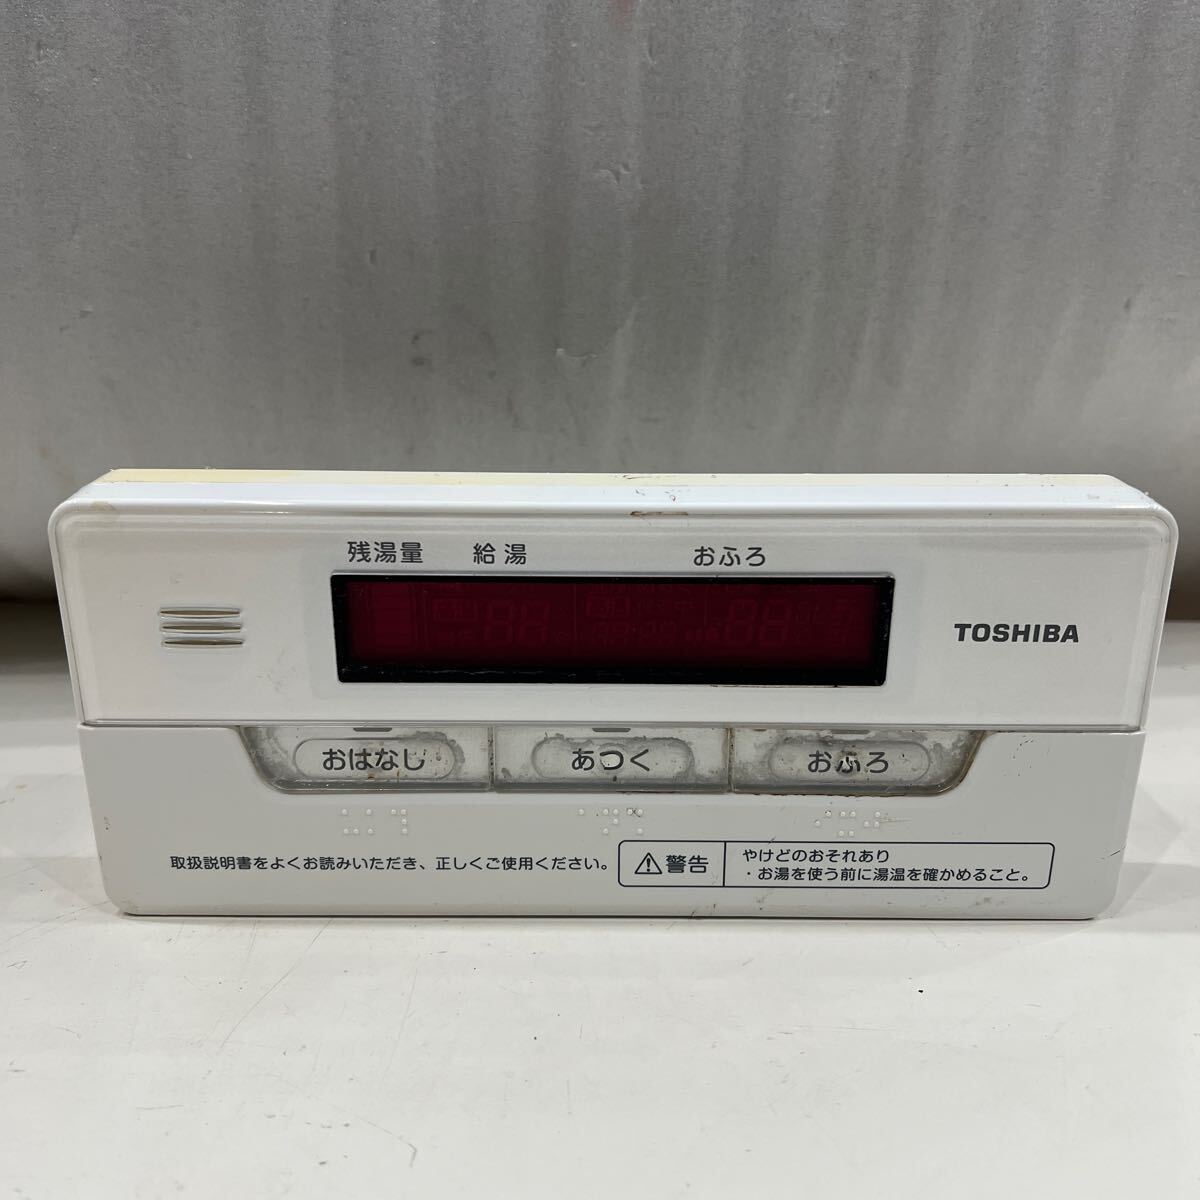 残湯量 給湯 おふろ
TOSHIBA
おはなし あつく おふろ
取扱説明書をよくお読みいただき、正しくご使用ください。
警告
やけどのおそれあり
・お湯を使う前に湯温を確かめること。